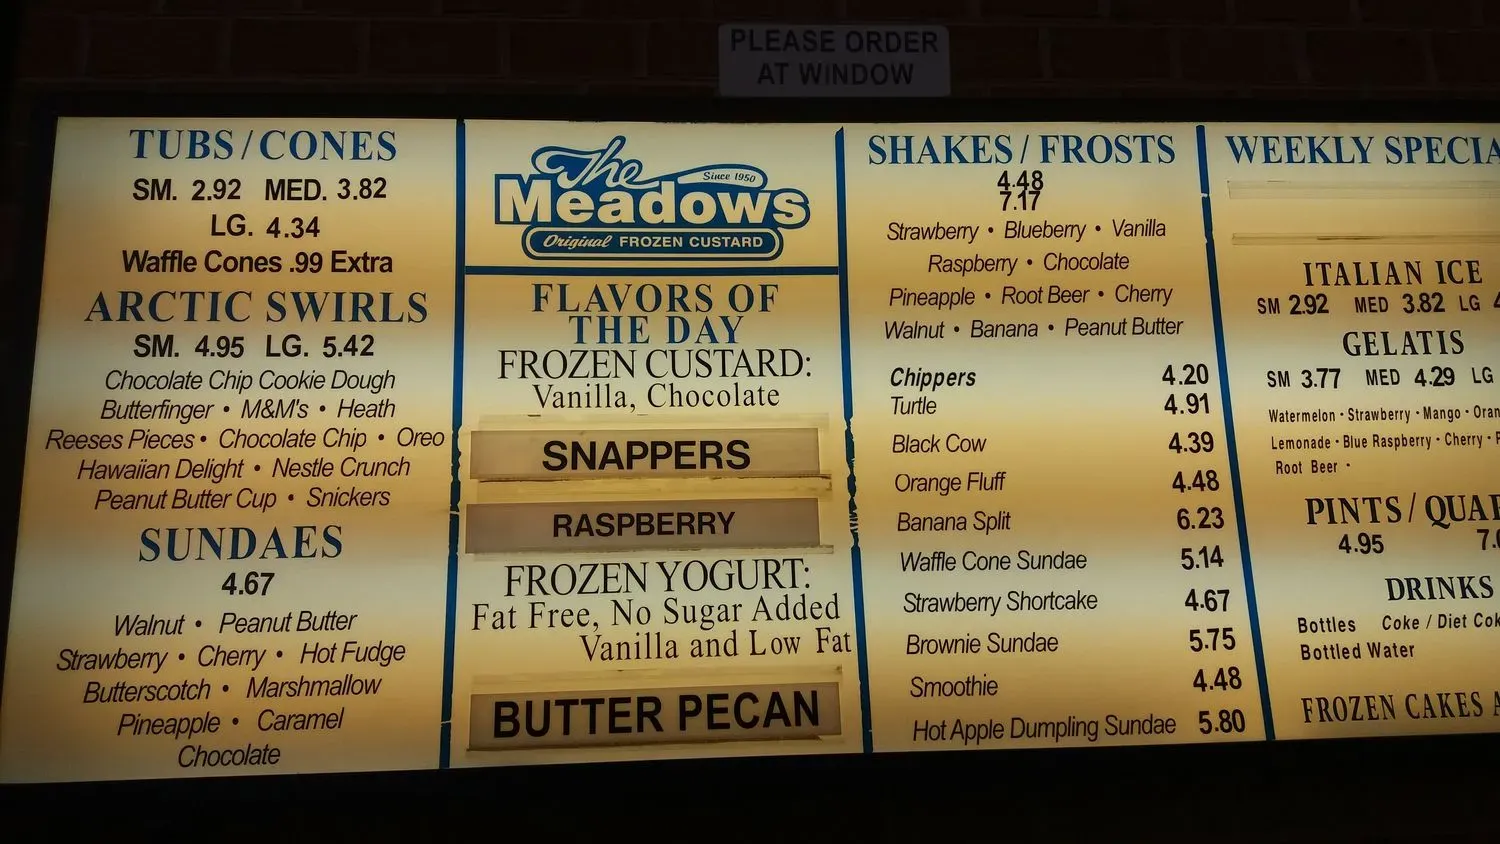 PLEASE ORDER
AT WINDOW
TUBS / CONES
SM. 2.92 MED. 3.82
LG. 4.34
Waffle Cones .99 Extra
ARCTIC SWIRLS
SM. 4.95 LG. 5.42
Chocolate Chip Cookie Dough
Butterfinger • M&M's • Heath
Reeses Pieces • Chocolate Chip • Oreo
Hawaiian Delight • Nestle Crunch
Peanut Butter Cup • Snickers
SUNDAES
4.67
Walnut • Peanut Butter
Strawberry • Cherry • Hot Fudge
Butterscotch • Marshmallow
Pineapple • Caramel
Chocolate
The
Since 1950
Meadows
Original FROZEN CUSTARD
FLAVORS OF
THE DAY
FROZEN CUSTARD:
Vanilla, Chocolate
SNAPPERS
RASPBERRY
FROZEN YOGURT:
Fat Free, No Sugar Added
Vanilla and Low Fat
BUTTER PECAN
SHAKES / FROSTS
4.48
7.17
Strawberry • Blueberry • Vanilla
Raspberry • Chocolate
Pineapple • Root Beer • Cherry
Walnut • Banana • Peanut Butter
Chippers 4.20
Turtle 4.91
Black Cow 4.39
Orange Fluff 4.48
Banana Split 6.23
Waffle Cone Sundae 5.14
Strawberry Shortcake 4.67
Brownie Sundae 5.75
Smoothie 4.48
Hot Apple Dumpling Sundae 5.80
WEEKLY SPECIA
ITALIAN ICE
SM 2.92 MED 3.82 LG
GELATIS
SM 3.77 MED 4.29 LG
Watermelon • Strawberry • Mango • Oran
Lemonade • Blue Raspberry • Cherry •
Root Beer •
PINTS / QUAR
4.95 7.0
DRINKS
Bottles Coke / Diet Cok
Bottled Water
FROZEN CAKES